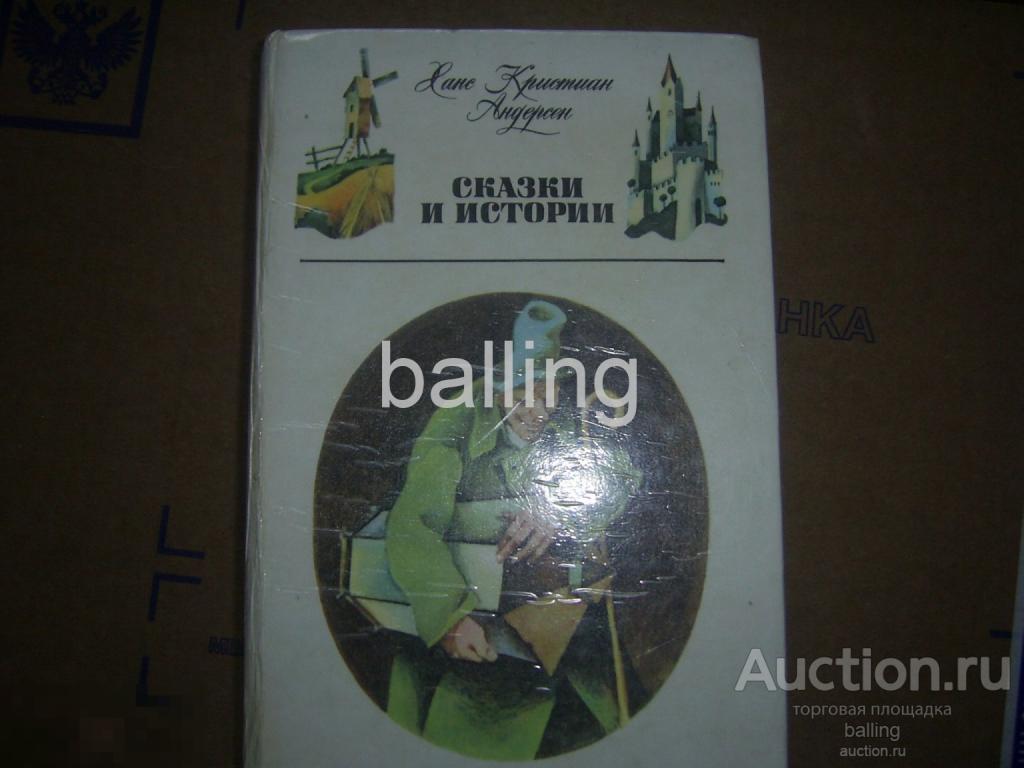 Ханс Кристиан
Андерсен
СКАЗКИ
И ИСТОРИИ
НКА
balling
Auction.ru
торговая площадка
balling
auction.ru